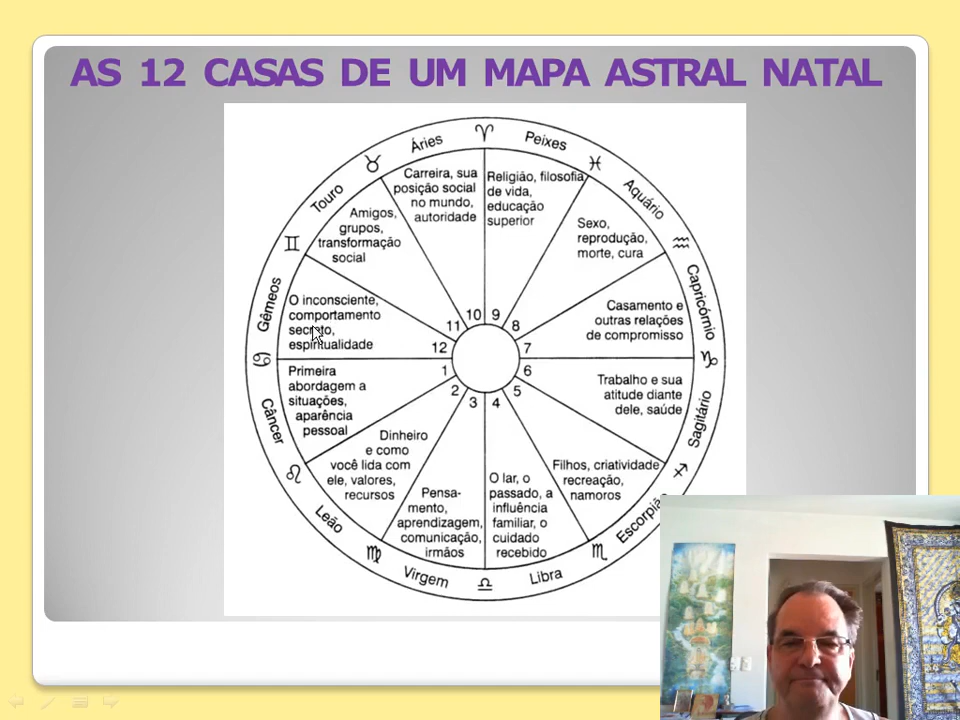 AS 12 CASAS DE UM MAPA ASTRAL NATAL
Áries
Peixes
Touro
Aquário
Gêmeos
Capricórnio
Câncer
Sagitário
Leão
Escorpião
Virgem
Libra
Carreira, sua
posição social
no mundo,
autoridade
Religião, filosofia
de vida,
educação
superior
Amigos,
grupos,
transformação
social
Sexo,
reprodução,
morte, cura
O inconsciente,
comportamento
secreto,
espiritualidade
Casamento e
outras relações
de compromisso
10
9
11
8
12
7
1
6
2
5
3
4
Primeira
abordagem a
situações,
aparência
pessoal
Trabalho e sua
atitude diante
dele, saúde
Dinheiro
e como
você lida com
ele, valores,
recursos
Filhos, criatividade
recreação,
namoros
Pensa-
mento,
aprendizagem,
comunicação,
irmãos
O lar, o
passado, a
influência
familiar, o
cuidado
recebido